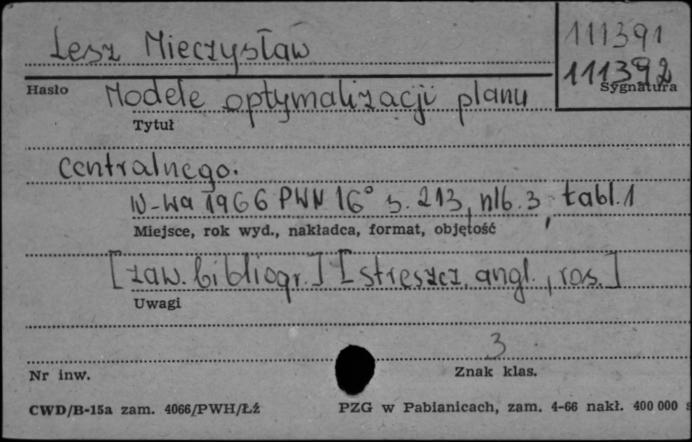 Lesz Mieczysław
111391
111392
Hasło
Sygnatura
Modele optymalizacji planu
Tytuł
centralnego.
W-wa 1966 PWN 16° s. 213, nlb. 3, tabl. 1
Miejsce, rok wyd., nakładca, format, objętość
[zaw. bibliogr.] [streszcz. angl., ros.]
Uwagi
3
Nr inw.
Znak klas.
CWD/B-15a zam. 4066/PWH/Łź
PZG w Pabianicach, zam. 4-66 nakł. 400 000 s